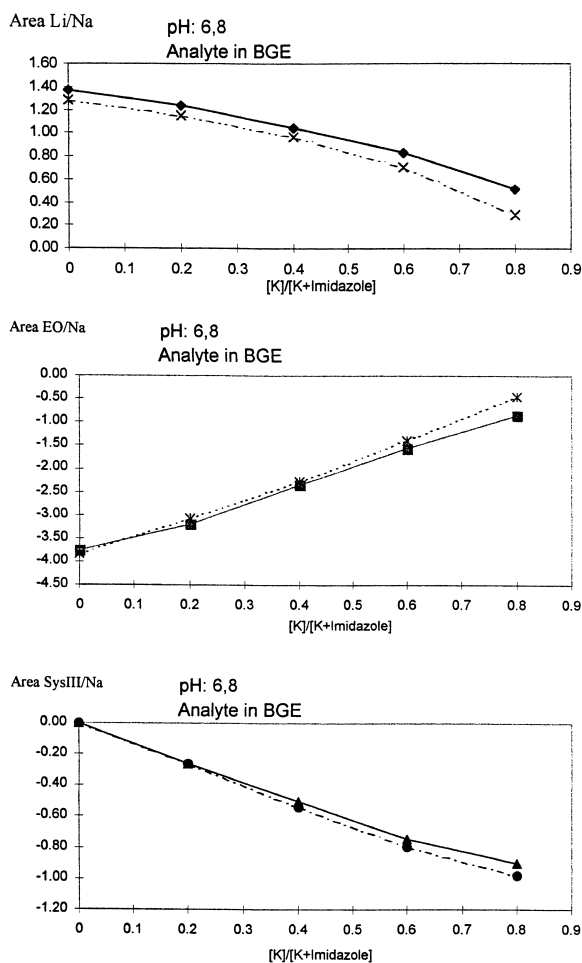 Area Li/Na
pH: 6,8
Analyte in BGE
1.60
1.40
1.20
1.00
0.80
0.60
0.40
0.20
0.00
0 0.1 0.2 0.3 0.4 0.5 0.6 0.7 0.8 0.9
[K]/[K+Imidazole]
Area EO/Na
pH: 6,8
Analyte in BGE
0.00
-0.50
-1.00
-1.50
-2.00
-2.50
-3.00
-3.50
-4.00
-4.50
0 0.1 0.2 0.3 0.4 0.5 0.6 0.7 0.8 0.9
[K]/[K+Imidazole]
Area SysIII/Na
pH: 6,8
Analyte in BGE
0.00
-0.20
-0.40
-0.60
-0.80
-1.00
-1.20
0 0.1 0.2 0.3 0.4 0.5 0.6 0.7 0.8 0.9
[K]/[K+Imidazole]